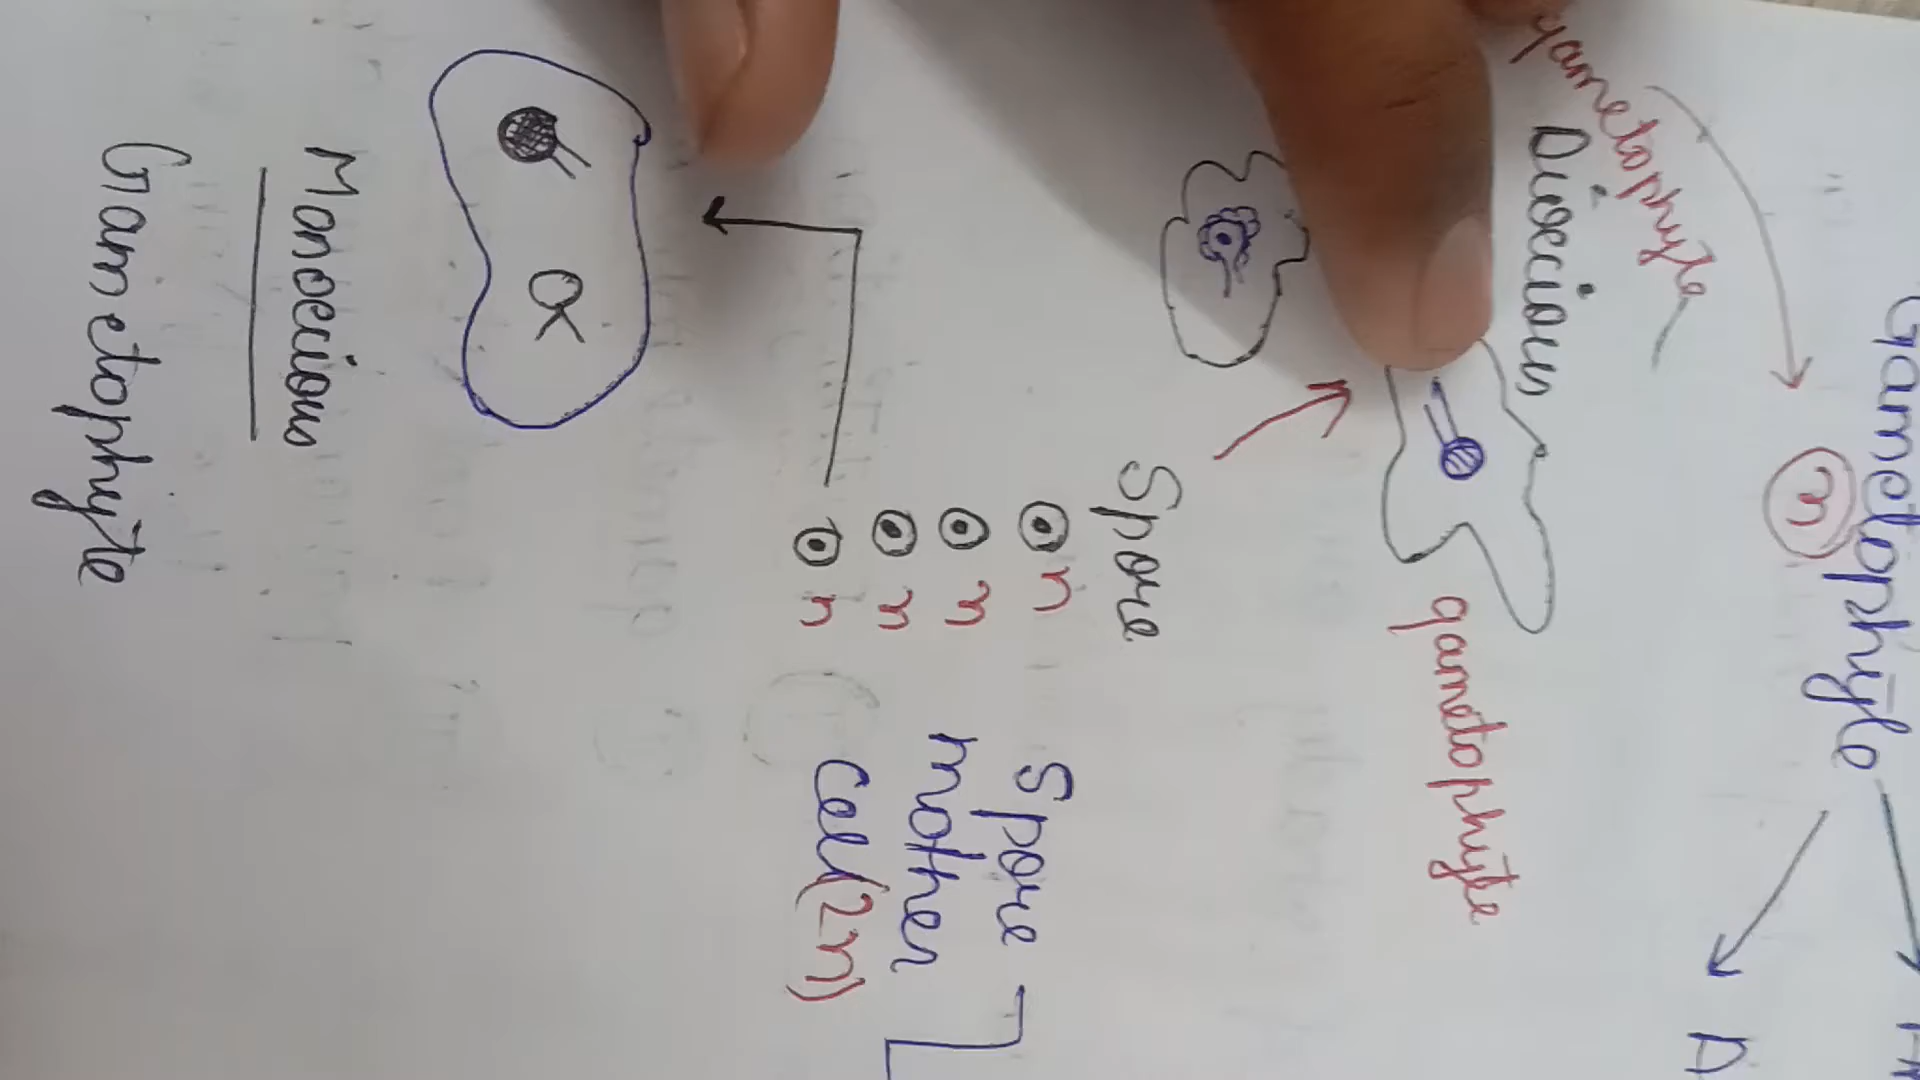 Gametophyte
n
gametophyte
Dioecious
gametophyte
Spore
n
n
n
n
Spore
mother
Cell(2n)
Monoecious
Gametophyte